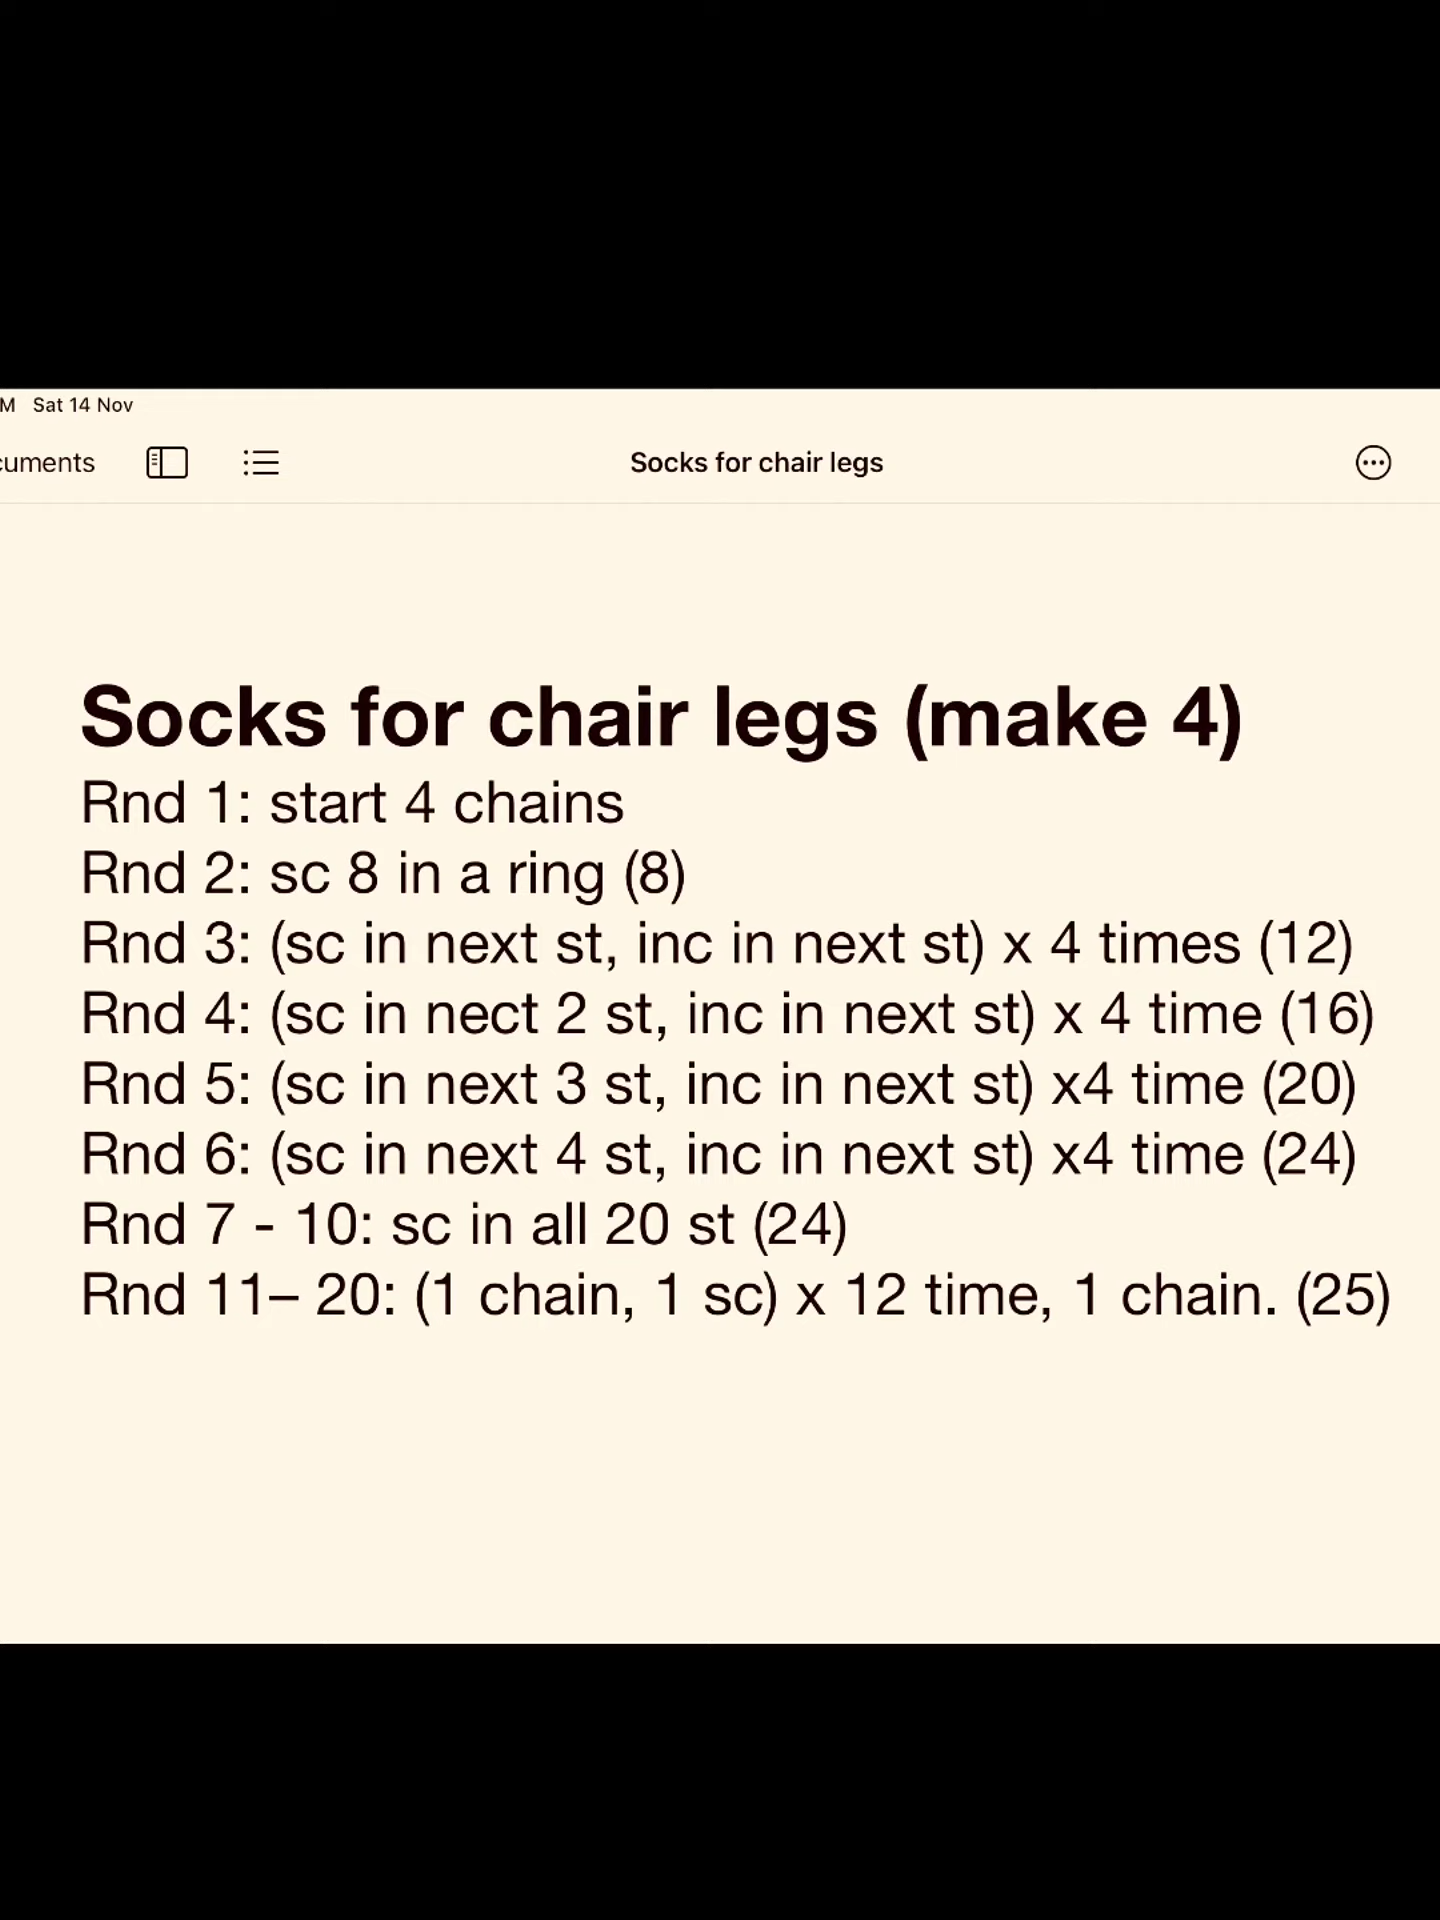 M Sat 14 Nov
cuments
Socks for chair legs
Socks for chair legs (make 4)
Rnd 1: start 4 chains
Rnd 2: sc 8 in a ring (8)
Rnd 3: (sc in next st, inc in next st) x 4 times (12)
Rnd 4: (sc in nect 2 st, inc in next st) x 4 time (16)
Rnd 5: (sc in next 3 st, inc in next st) x4 time (20)
Rnd 6: (sc in next 4 st, inc in next st) x4 time (24)
Rnd 7 - 10: sc in all 20 st (24)
Rnd 11– 20: (1 chain, 1 sc) x 12 time, 1 chain. (25)